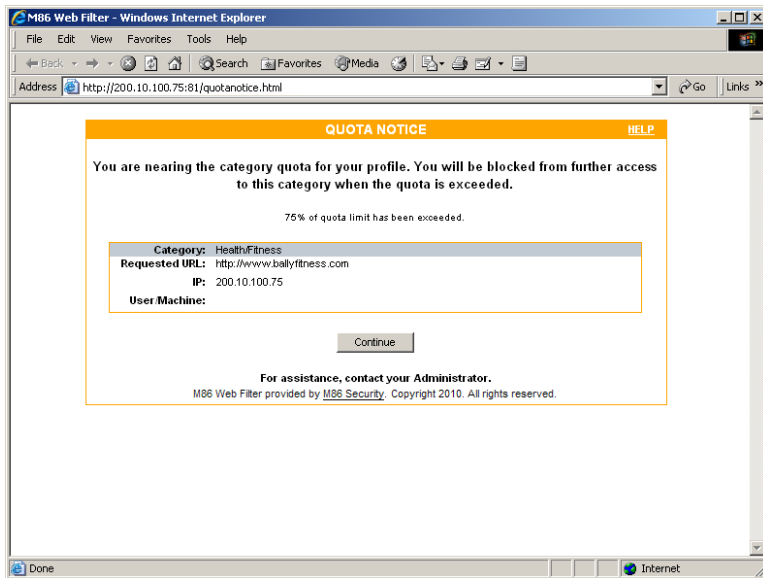 M86 Web Filter - Windows Internet Explorer
File Edit View Favorites Tools Help
Back Search Favorites Media
Address http://200.10.100.75:81/quotanotice.html Go Links »
QUOTA NOTICE HELP
You are nearing the category quota for your profile. You will be blocked from further access
to this category when the quota is exceeded.
75% of quota limit has been exceeded.
Category: Health/Fitness
Requested URL: http://www.ballyfitness.com
IP: 200.10.100.75
User/Machine:
Continue
For assistance, contact your Administrator.
M86 Web Filter provided by M86 Security. Copyright 2010. All rights reserved.
Done Internet